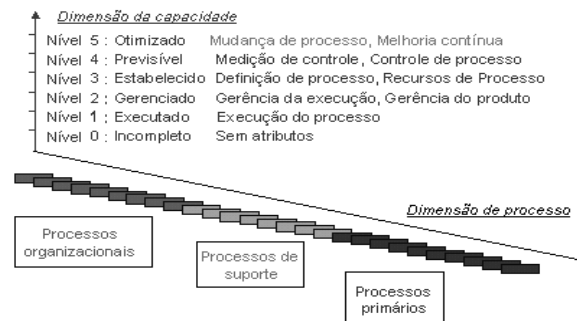 Dimensão da capacidade
Nível 5 : Otimizado Mudança de processo, Melhoria contínua
Nível 4 : Previsível Medição de controle, Controle de processo
Nível 3 : Estabelecido Definição de processo, Recursos de Processo
Nível 2 : Gerenciado Gerência da execução, Gerência do produto
Nível 1 : Executado Execução do processo
Nível 0 : Incompleto Sem atributos
Dimensão de processo
Processos
organizacionais
Processos de
suporte
Processos
primários